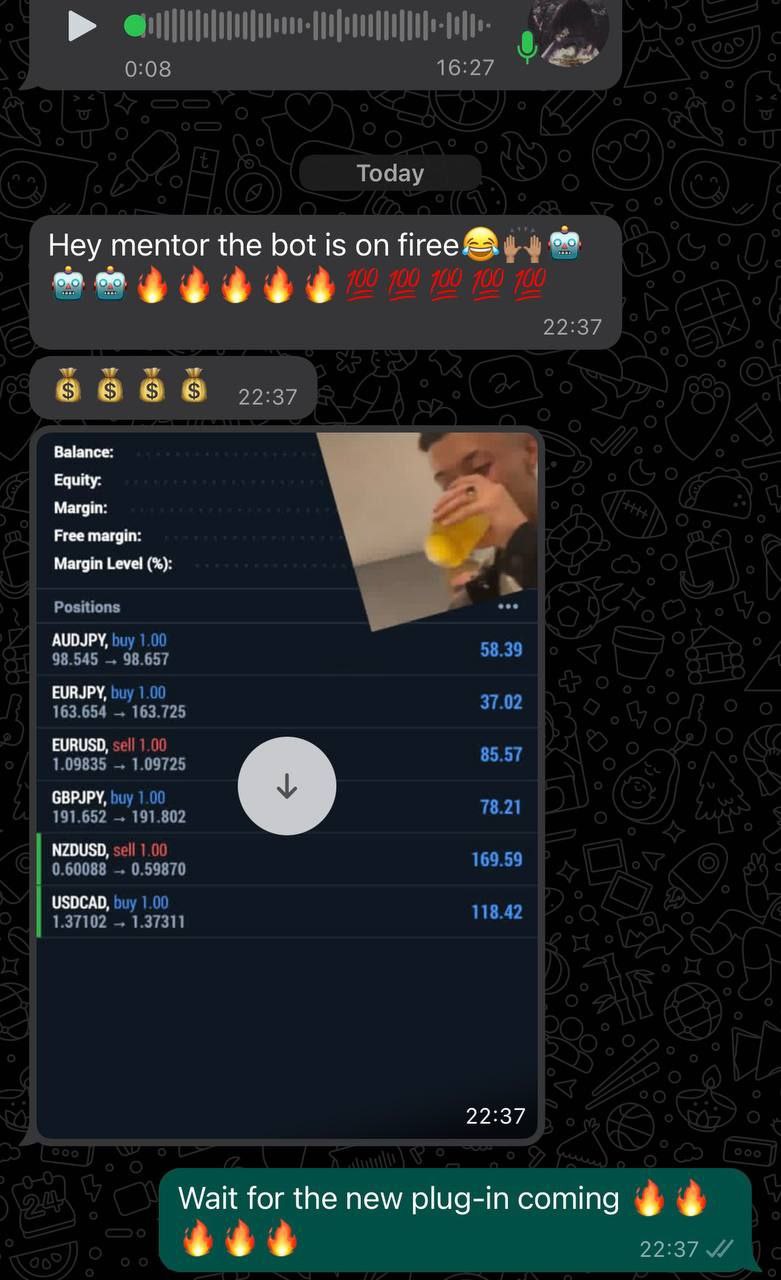 0:08 16:27
Today
Hey mentor the bot is on firee😂🙌🏽🤖
🤖🤖🔥🔥🔥🔥🔥💯💯💯💯💯
22:37
💰💰💰💰 22:37
Balance:
Equity:
Margin:
Free margin:
Margin Level (%):
Positions
AUDJPY, buy 1.00
98.545 → 98.657 58.39
EURJPY, buy 1.00
163.654 → 163.725 37.02
EURUSD, sell 1.00
1.09835 → 1.09725 85.57
GBPJPY, buy 1.00
191.652 → 191.802 78.21
NZDUSD, sell 1.00
0.60088 → 0.59870 169.59
USDCAD, buy 1.00
1.37102 → 1.37311 118.42
22:37
Wait for the new plug-in coming 🔥🔥
🔥🔥🔥 22:37